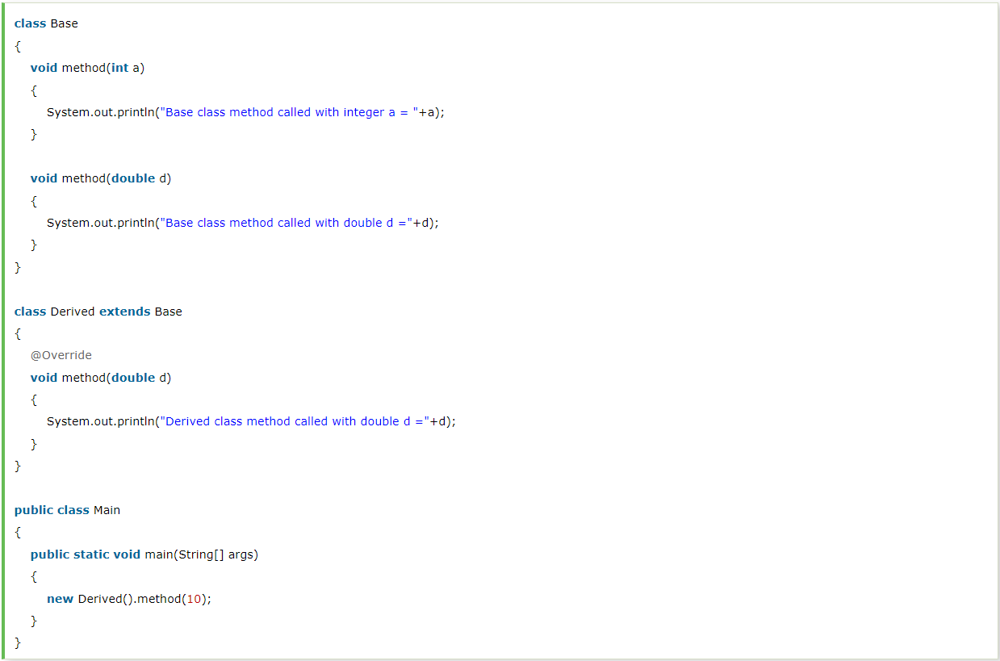 class Base
{
void method(int a)
{
System.out.println("Base class method called with integer a = "+a);
}
void method(double d)
{
System.out.println("Base class method called with double d ="+d);
}
}
class Derived extends Base
{
@Override
void method(double d)
{
System.out.println("Derived class method called with double d ="+d);
}
}
public class Main
{
public static void main(String[] args)
{
new Derived().method(10);
}
}